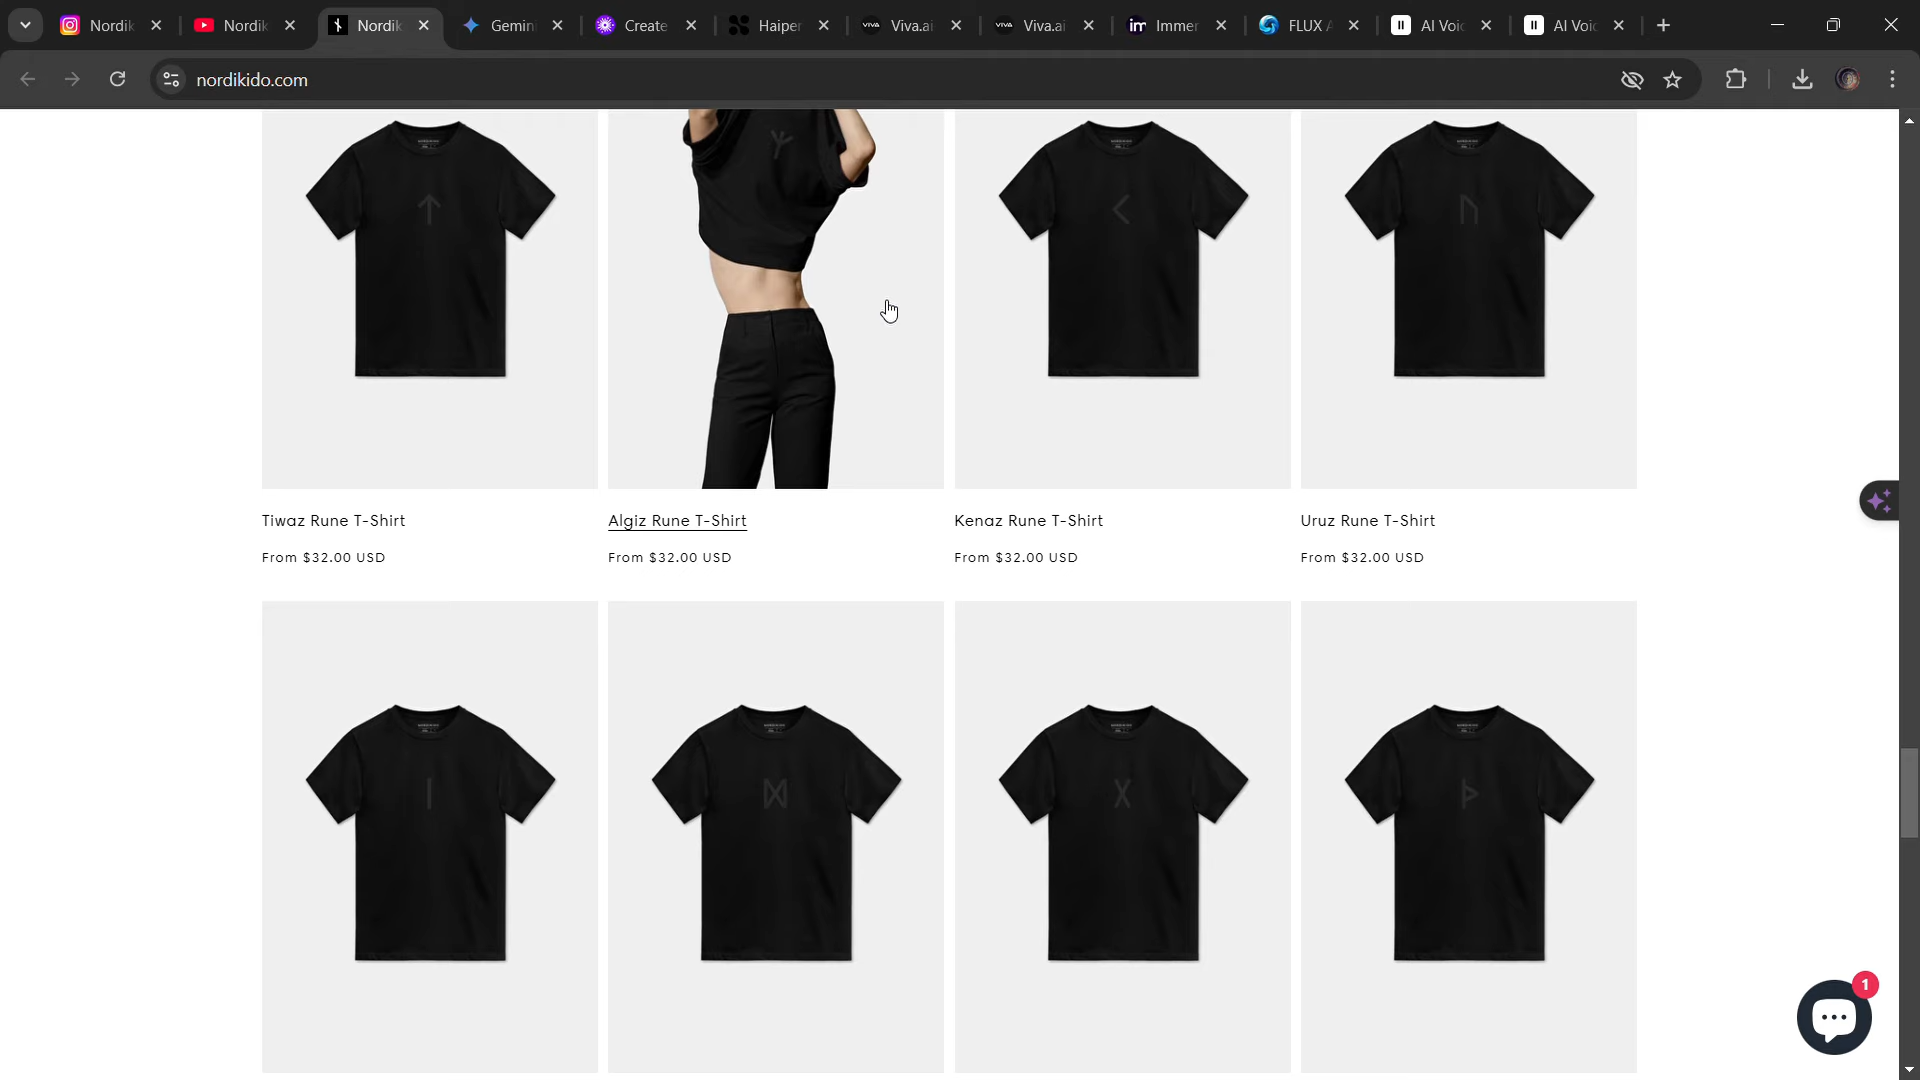 Nordik
Nordik
Nordik
Gemini
Create
Haiper
Viva.ai
Viva.ai
Immer
FLUX A
AI Voic
AI Voic
nordikido.com
Tiwaz Rune T-Shirt
Algiz Rune T-Shirt
Kenaz Rune T-Shirt
Uruz Rune T-Shirt
From $32.00 USD
From $32.00 USD
From $32.00 USD
From $32.00 USD
1